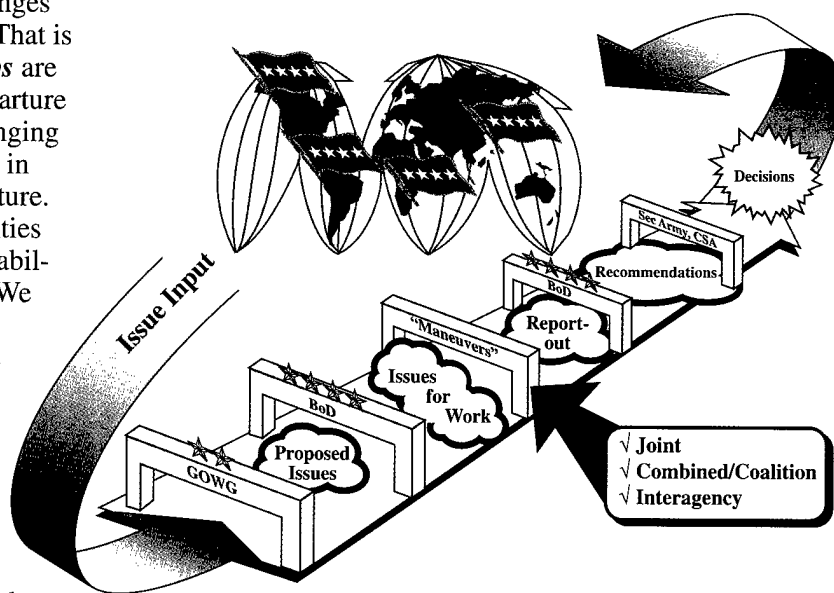 nges
That is
s are
arture
nging
in
ture.
ties
abil-
We
Issue Input
GOWG
Proposed
Issues
BoD
Issues
for
Work
"Maneuvers"
Report-
out
BoD
Recommendations
Sec Army, CSA
Decisions
√ Joint
√ Combined/Coalition
√ Interagency